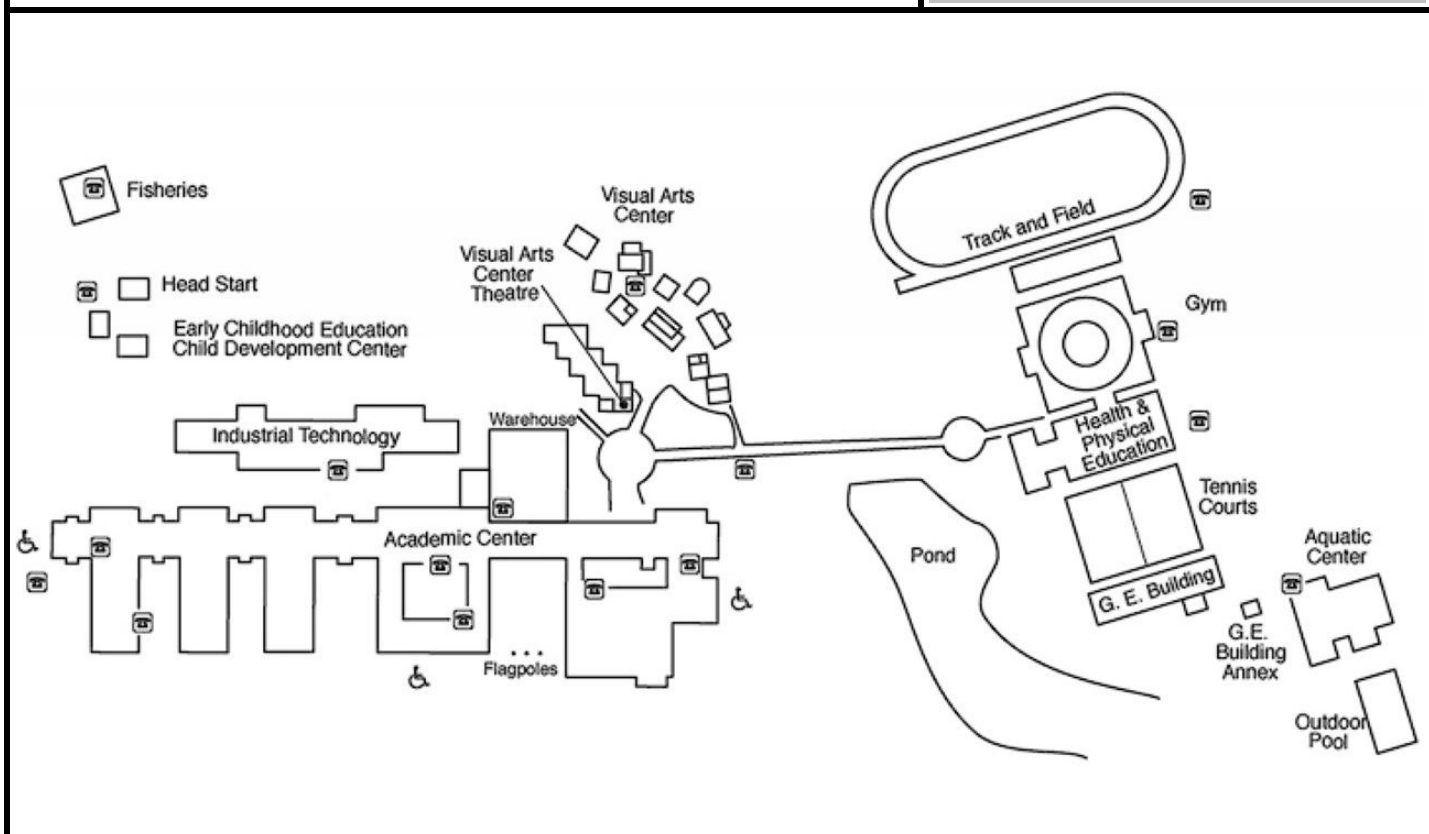 Fisheries
Head Start
Early Childhood Education
Child Development Center
Visual Arts
Center
Visual Arts
Center
Theatre
Warehouse
Industrial Technology
Academic Center
Flagpoles
Track and Field
Gym
Health &
Physical
Education
Tennis
Courts
Pond
G. E. Building
G.E.
Building
Annex
Aquatic
Center
Outdoor
Pool